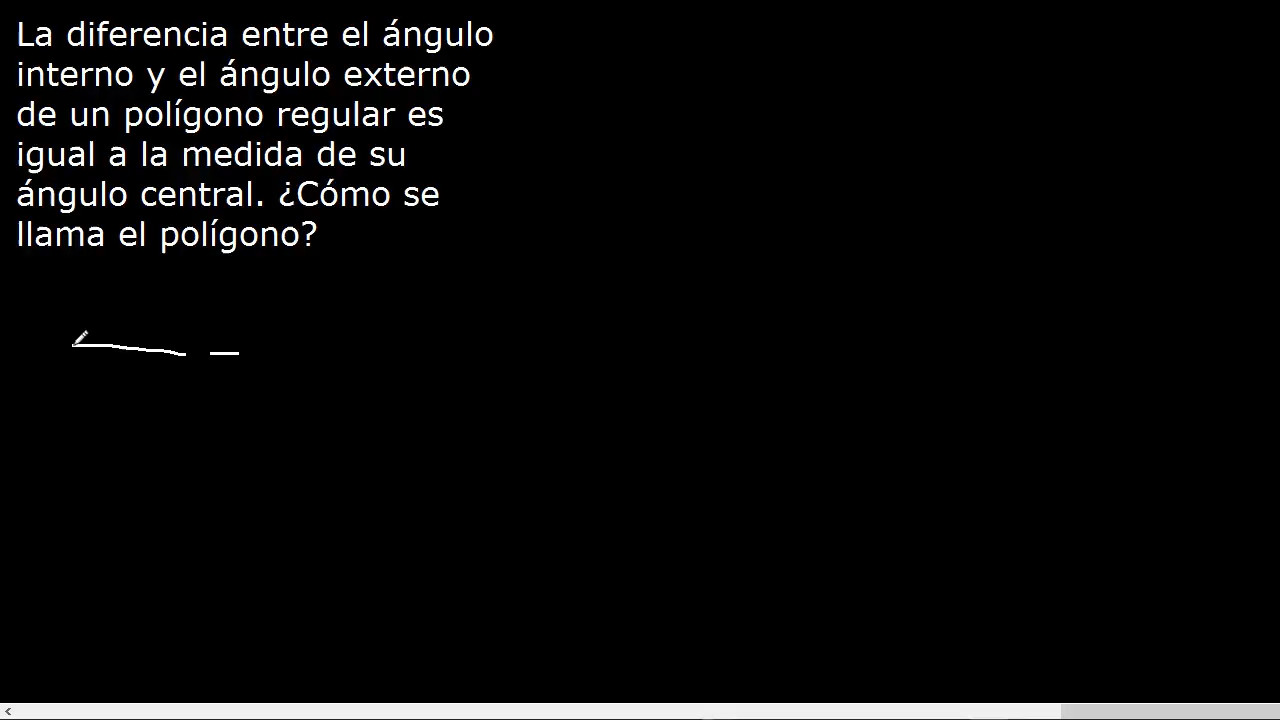 La diferencia entre el ángulo
interno y el ángulo externo
de un polígono regular es
igual a la medida de su
ángulo central. ¿Cómo se
llama el polígono?